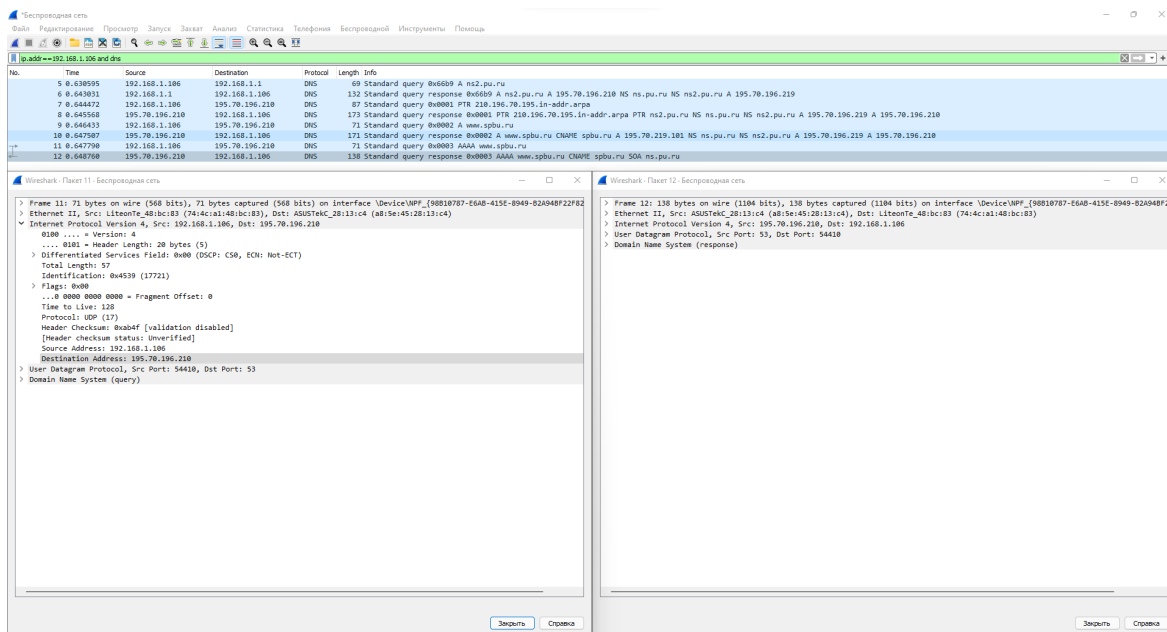 *Беспроводная сеть
Файл Редактирование Просмотр Запуск Захват Анализ Статистика Телефония Беспроводной Инструменты Помощь
ip.addr==192.168.1.106 and dns
No. Time Source Destination Protocol Length Info
5 0.630595 192.168.1.106 192.168.1.1 DNS 69 Standard query 0x66b9 A ns2.pu.ru
6 0.643031 192.168.1.1 192.168.1.106 DNS 132 Standard query response 0x66b9 A ns2.pu.ru A 195.70.196.210 NS ns.pu.ru NS ns2.pu.ru A 195.70.196.219
7 0.644472 192.168.1.106 195.70.196.210 DNS 87 Standard query 0x0001 PTR 210.196.70.195.in-addr.arpa
8 0.645568 195.70.196.210 192.168.1.106 DNS 173 Standard query response 0x0001 PTR 210.196.70.195.in-addr.arpa PTR ns2.pu.ru NS ns.pu.ru NS ns2.pu.ru A 195.70.196.219 A 195.70.196.210
9 0.646433 192.168.1.106 195.70.196.210 DNS 71 Standard query 0x0002 A www.spbu.ru
10 0.647507 195.70.196.210 192.168.1.106 DNS 171 Standard query response 0x0002 A www.spbu.ru CNAME spbu.ru A 195.70.219.101 NS ns.pu.ru NS ns2.pu.ru A 195.70.196.219 A 195.70.196.210
11 0.647790 192.168.1.106 195.70.196.210 DNS 71 Standard query 0x0003 AAAA www.spbu.ru
12 0.648760 195.70.196.210 192.168.1.106 DNS 138 Standard query response 0x0003 AAAA www.spbu.ru CNAME spbu.ru SOA ns.pu.ru
Wireshark · Пакет 11 · Беспроводная сеть
Frame 11: 71 bytes on wire (568 bits), 71 bytes captured (568 bits) on interface \Device\NPF_{98B10787-E6AB-415E-8949-B2A94BF22F82
Ethernet II, Src: LiteonTe_48:bc:83 (74:4c:a1:48:bc:83), Dst: ASUSTekC_28:13:c4 (a8:5e:45:28:13:c4)
Internet Protocol Version 4, Src: 192.168.1.106, Dst: 195.70.196.210
0100 .... = Version: 4
.... 0101 = Header Length: 20 bytes (5)
Differentiated Services Field: 0x00 (DSCP: CS0, ECN: Not-ECT)
Total Length: 57
Identification: 0x4539 (17721)
Flags: 0x00
...0 0000 0000 0000 = Fragment Offset: 0
Time to Live: 128
Protocol: UDP (17)
Header Checksum: 0xab4f [validation disabled]
[Header checksum status: Unverified]
Source Address: 192.168.1.106
Destination Address: 195.70.196.210
User Datagram Protocol, Src Port: 54410, Dst Port: 53
Domain Name System (query)
Закрыть Справка
Wireshark · Пакет 12 · Беспроводная сеть
Frame 12: 138 bytes on wire (1104 bits), 138 bytes captured (1104 bits) on interface \Device\NPF_{98B10787-E6AB-415E-8949-B2A94BF2
Ethernet II, Src: ASUSTekC_28:13:c4 (a8:5e:45:28:13:c4), Dst: LiteonTe_48:bc:83 (74:4c:a1:48:bc:83)
Internet Protocol Version 4, Src: 195.70.196.210, Dst: 192.168.1.106
User Datagram Protocol, Src Port: 53, Dst Port: 54410
Domain Name System (response)
Закрыть Справка